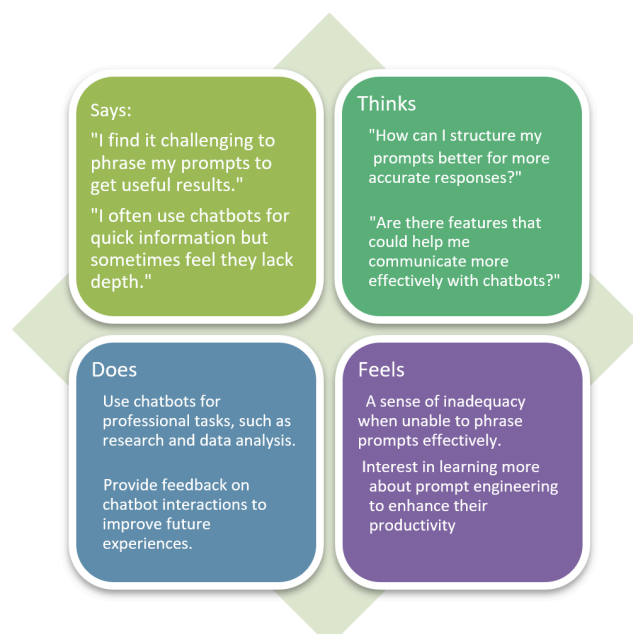 Says:
"I find it challenging to
phrase my prompts to
get useful results."
"I often use chatbots for
quick information but
sometimes feel they lack
depth."
Thinks
"How can I structure my
prompts better for more
accurate responses?"
"Are there features that
could help me
communicate more
effectively with chatbots?"
Does
Use chatbots for
professional tasks, such as
research and data analysis.
Provide feedback on
chatbot interactions to
improve future
experiences.
Feels
A sense of inadequacy
when unable to phrase
prompts effectively.
Interest in learning more
about prompt engineering
to enhance their
productivity